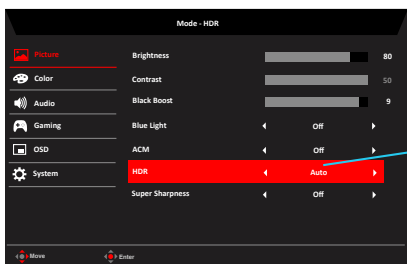 Mode - HDR
Picture
Color
Audio
Gaming
OSD
System
Brightness 80
Contrast 50
Black Boost 9
Blue Light Off
ACM Off
HDR Auto
Super Sharpness Off
Move Enter